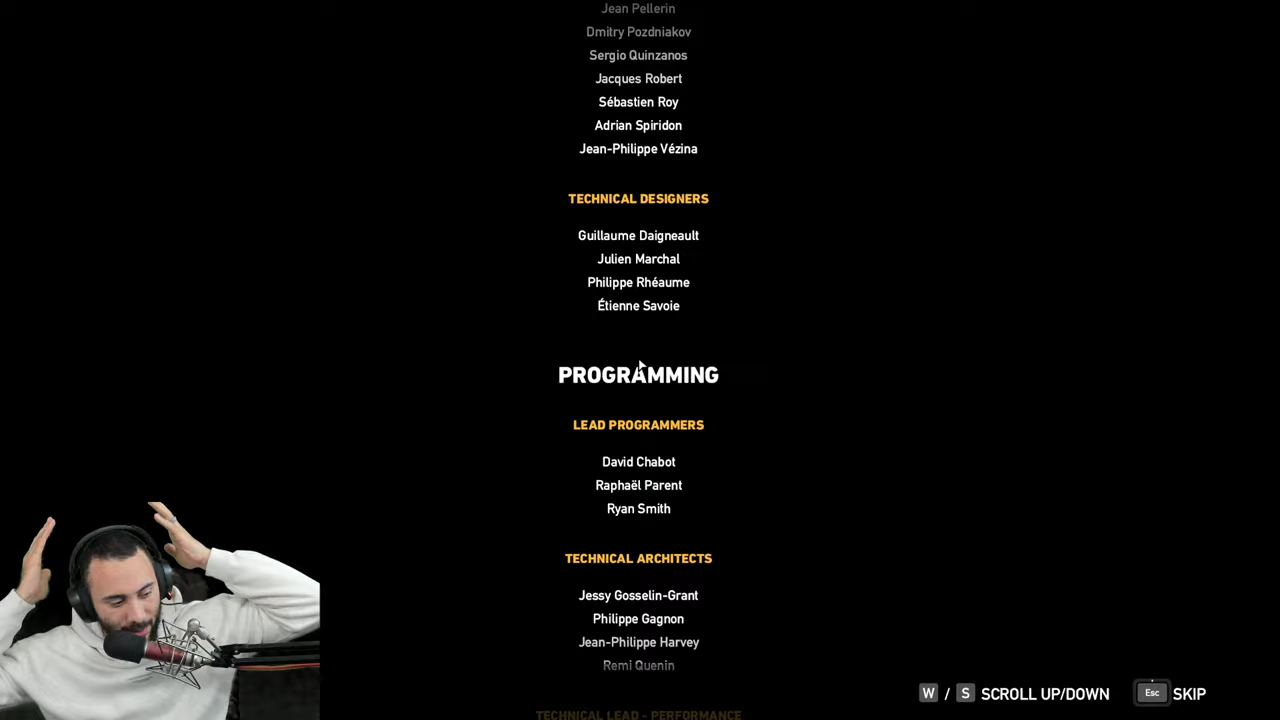 Jean Pellerin
Dmitry Pozdniakov
Sergio Quinzanos
Jacques Robert
Sébastien Roy
Adrian Spiridon
Jean-Philippe Vézina
TECHNICAL DESIGNERS
Guillaume Daigneault
Julien Marchal
Philippe Rhéaume
Étienne Savoie
PROGRAMMING
LEAD PROGRAMMERS
David Chabot
Raphaël Parent
Ryan Smith
TECHNICAL ARCHITECTS
Jessy Gosselin-Grant
Philippe Gagnon
Jean-Philippe Harvey
Remi Quenin
W / S SCROLL UP/DOWN Esc SKIP
TECHNICAL LEAD - PERFORMANCE